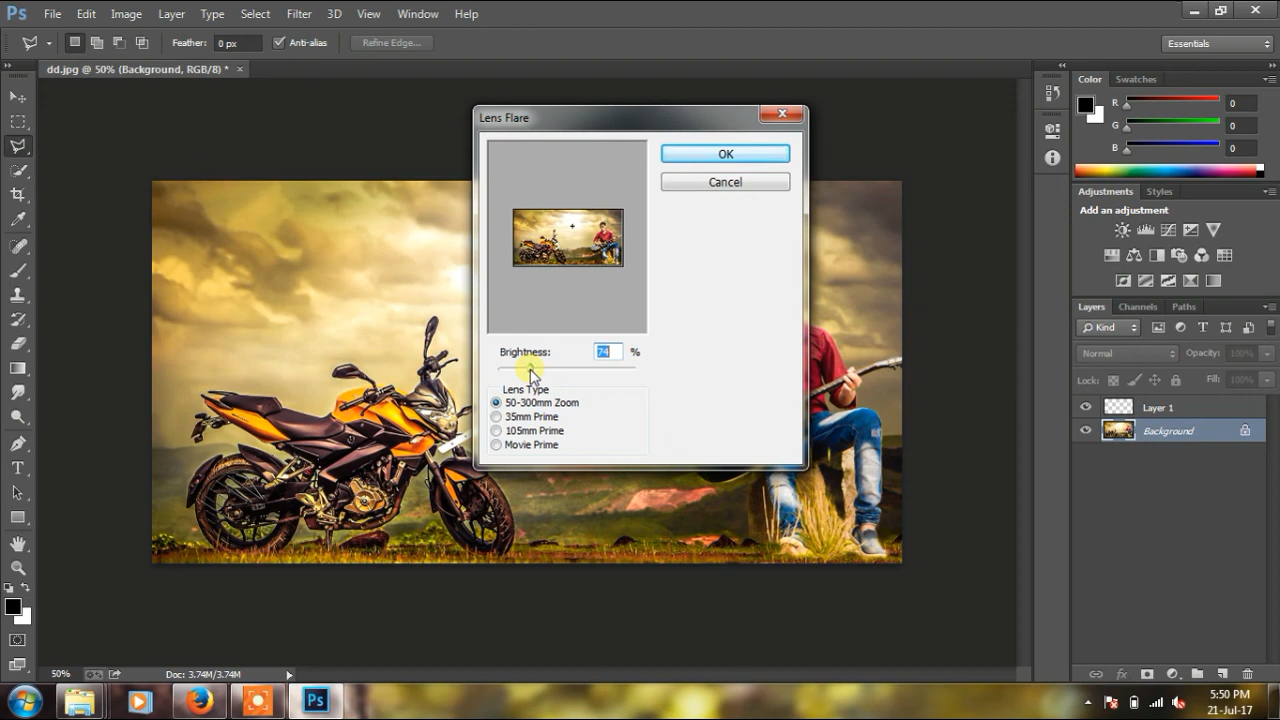 Ps File Edit Image Layer Type Select Filter 3D View Window Help
Feather: 0 px Anti-alias Refine Edge... Essentials
dd.jpg @ 50% (Background, RGB/8) * ×
Color Swatches
R 0
G 0
B 0
Adjustments Styles
Add an adjustment
Layers Channels Paths
Kind
Normal Opacity: 100%
Lock: Fill: 100%
Layer 1
Background
Lens Flare
OK
Cancel
Brightness: 74 %
Lens Type
50-300mm Zoom
35mm Prime
105mm Prime
Movie Prime
50% Doc: 3.74M/3.74M
Ps
5:50 PM
21-Jul-17